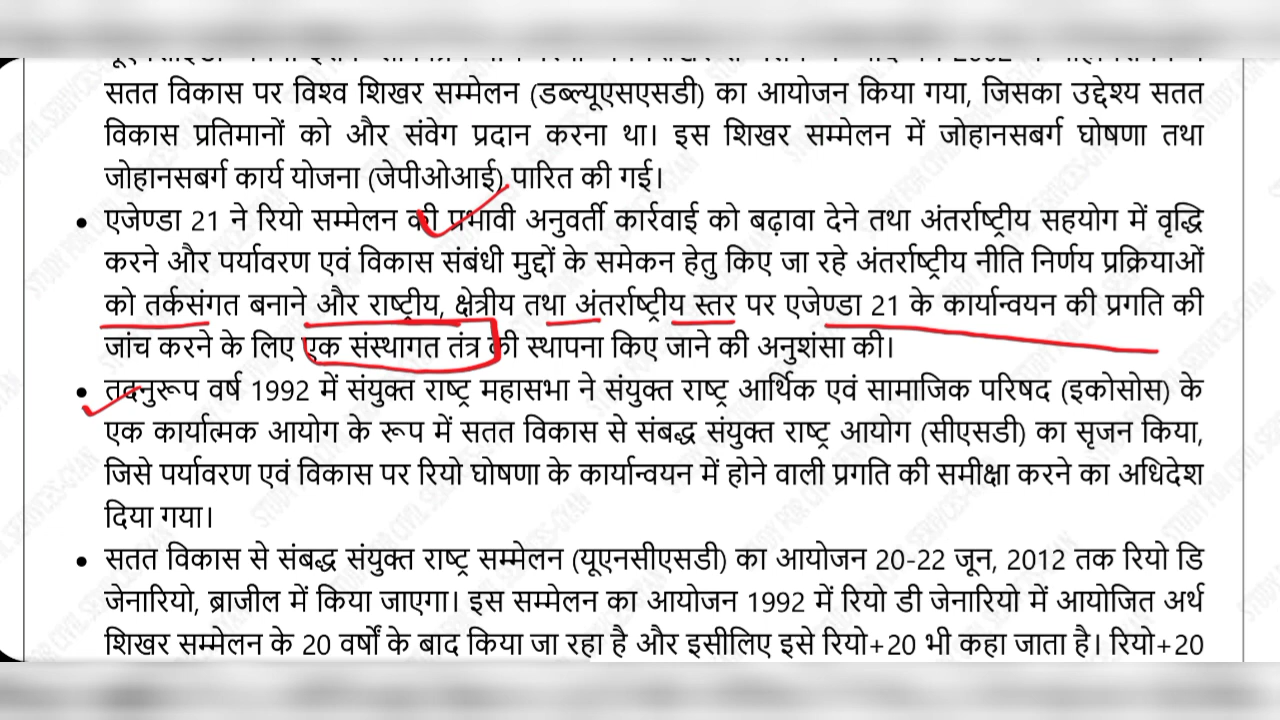 सतत विकास पर विश्व शिखर सम्मेलन (डब्ल्यूएसएसडी) का आयोजन किया गया, जिसका उद्देश्य सतत
विकास प्रतिमानों को और संवेग प्रदान करना था। इस शिखर सम्मेलन में जोहानसबर्ग घोषणा तथा
जोहानसबर्ग कार्य योजना (जेपीओआई) पारित की गई।
• एजेण्डा 21 ने रियो सम्मेलन की प्रभावी अनुवर्ती कार्रवाई को बढ़ावा देने तथा अंतर्राष्ट्रीय सहयोग में वृद्धि
करने और पर्यावरण एवं विकास संबंधी मुद्दों के समेकन हेतु किए जा रहे अंतर्राष्ट्रीय नीति निर्णय प्रक्रियाओं
को तर्कसंगत बनाने और राष्ट्रीय, क्षेत्रीय तथा अंतर्राष्ट्रीय स्तर पर एजेण्डा 21 के कार्यान्वयन की प्रगति की
जांच करने के लिए एक संस्थागत तंत्र की स्थापना किए जाने की अनुशंसा की।
• तदनुरूप वर्ष 1992 में संयुक्त राष्ट्र महासभा ने संयुक्त राष्ट्र आर्थिक एवं सामाजिक परिषद (इकोसोस) के
एक कार्यात्मक आयोग के रूप में सतत विकास से संबद्ध संयुक्त राष्ट्र आयोग (सीएसडी) का सृजन किया,
जिसे पर्यावरण एवं विकास पर रियो घोषणा के कार्यान्वयन में होने वाली प्रगति की समीक्षा करने का अधिदेश
दिया गया।
• सतत विकास से संबद्ध संयुक्त राष्ट्र सम्मेलन (यूएनसीएसडी) का आयोजन 20-22 जून, 2012 तक रियो डि
जेनारियो, ब्राजील में किया जाएगा। इस सम्मेलन का आयोजन 1992 में रियो डी जेनारियो में आयोजित अर्थ
शिखर सम्मेलन के 20 वर्षों के बाद किया जा रहा है और इसीलिए इसे रियो+20 भी कहा जाता है। रियो+20